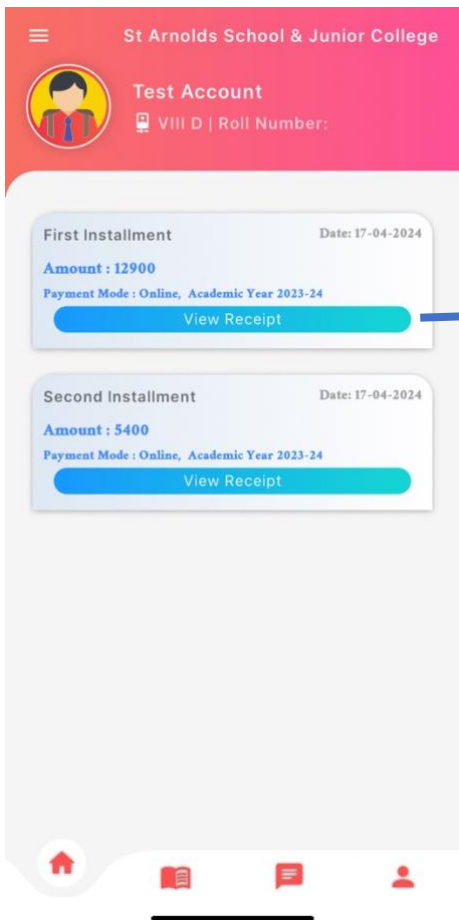 St Arnolds School & Junior College
Test Account
VIII D | Roll Number:
First Installment Date: 17-04-2024
Amount : 12900
Payment Mode : Online, Academic Year 2023-24
View Receipt
Second Installment Date: 17-04-2024
Amount : 5400
Payment Mode : Online, Academic Year 2023-24
View Receipt